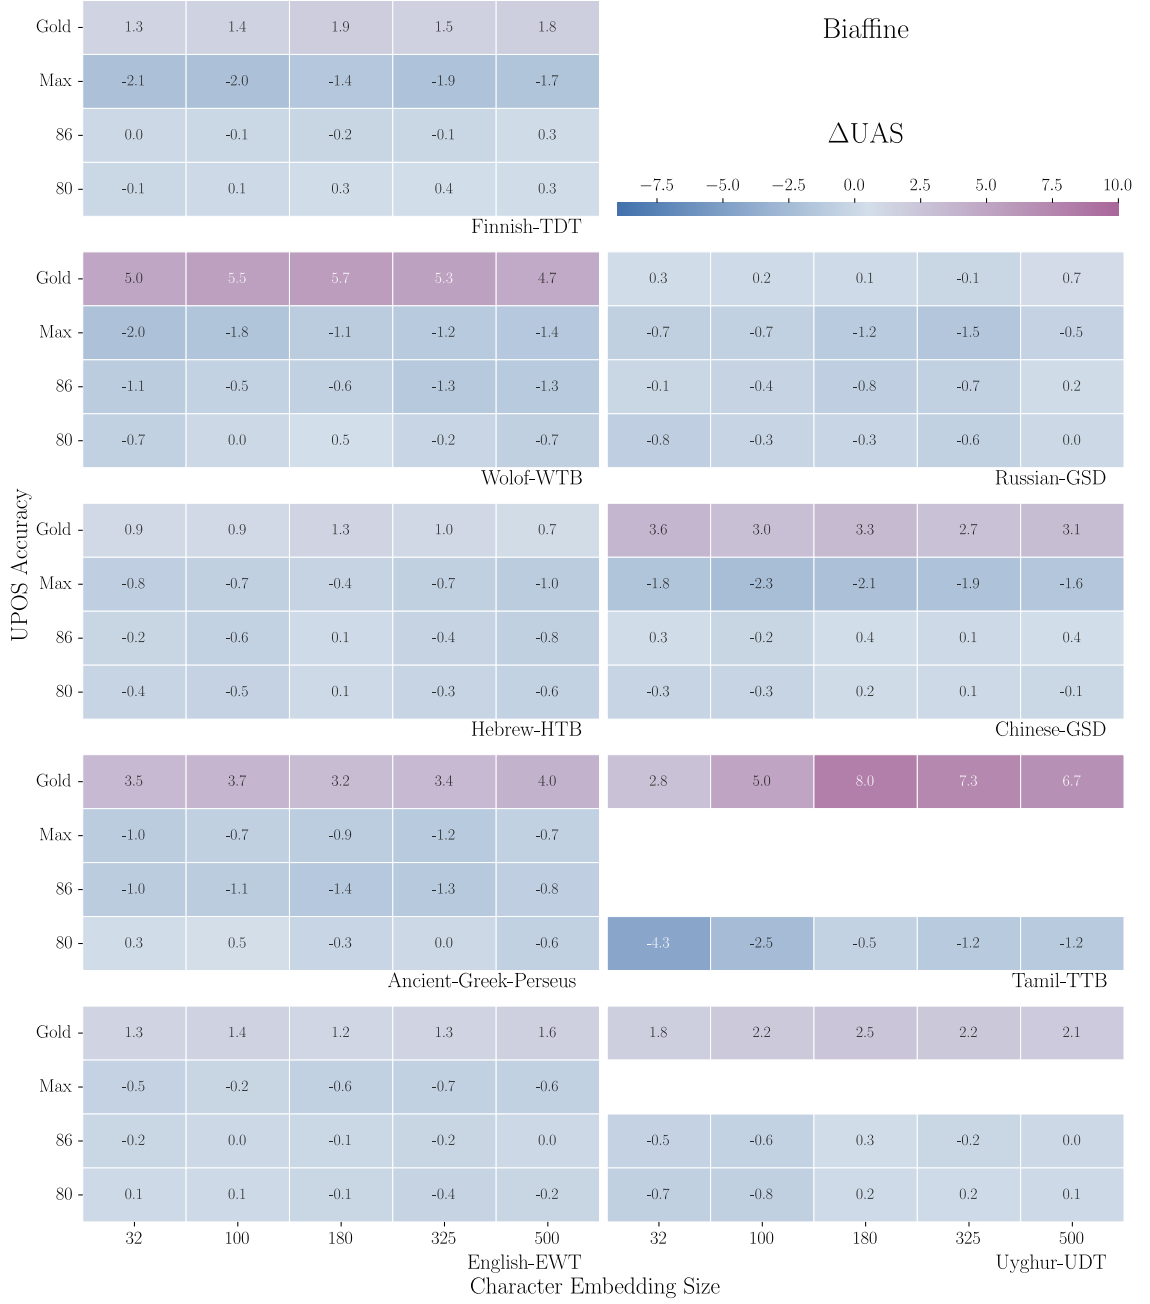 Biaffine
ΔUAS
−7.5 −5.0 −2.5 0.0 2.5 5.0 7.5 10.0
Gold 1.3 1.4 1.9 1.5 1.8
Max -2.1 -2.0 -1.4 -1.9 -1.7
86 0.0 -0.1 -0.2 -0.1 0.3
80 -0.1 0.1 0.3 0.4 0.3
Finnish-TDT
Gold 5.0 5.5 5.7 5.3 4.7
Max -2.0 -1.8 -1.1 -1.2 -1.4
86 -1.1 -0.5 -0.6 -1.3 -1.3
80 -0.7 0.0 0.5 -0.2 -0.7
Wolof-WTB
0.3 0.2 0.1 -0.1 0.7
-0.7 -0.7 -1.2 -1.5 -0.5
-0.1 -0.4 -0.8 -0.7 0.2
-0.8 -0.3 -0.3 -0.6 0.0
Russian-GSD
UPOS Accuracy
Gold 0.9 0.9 1.3 1.0 0.7
Max -0.8 -0.7 -0.4 -0.7 -1.0
86 -0.2 -0.6 0.1 -0.4 -0.8
80 -0.4 -0.5 0.1 -0.3 -0.6
Hebrew-HTB
3.6 3.0 3.3 2.7 3.1
-1.8 -2.3 -2.1 -1.9 -1.6
0.3 -0.2 0.4 0.1 0.4
-0.3 -0.3 0.2 0.1 -0.1
Chinese-GSD
Gold 3.5 3.7 3.2 3.4 4.0
Max -1.0 -0.7 -0.9 -1.2 -0.7
86 -1.0 -1.1 -1.4 -1.3 -0.8
80 0.3 0.5 -0.3 0.0 -0.6
Ancient-Greek-Perseus
2.8 5.0 8.0 7.3 6.7
-4.3 -2.5 -0.5 -1.2 -1.2
Tamil-TTB
Gold 1.3 1.4 1.2 1.3 1.6
Max -0.5 -0.2 -0.6 -0.7 -0.6
86 -0.2 0.0 -0.1 -0.2 0.0
80 0.1 0.1 -0.1 -0.4 -0.2
32 100 180 325 500
English-EWT
1.8 2.2 2.5 2.2 2.1
-0.5 -0.6 0.3 -0.2 0.0
-0.7 -0.8 0.2 0.2 0.1
32 100 180 325 500
Uyghur-UDT
Character Embedding Size